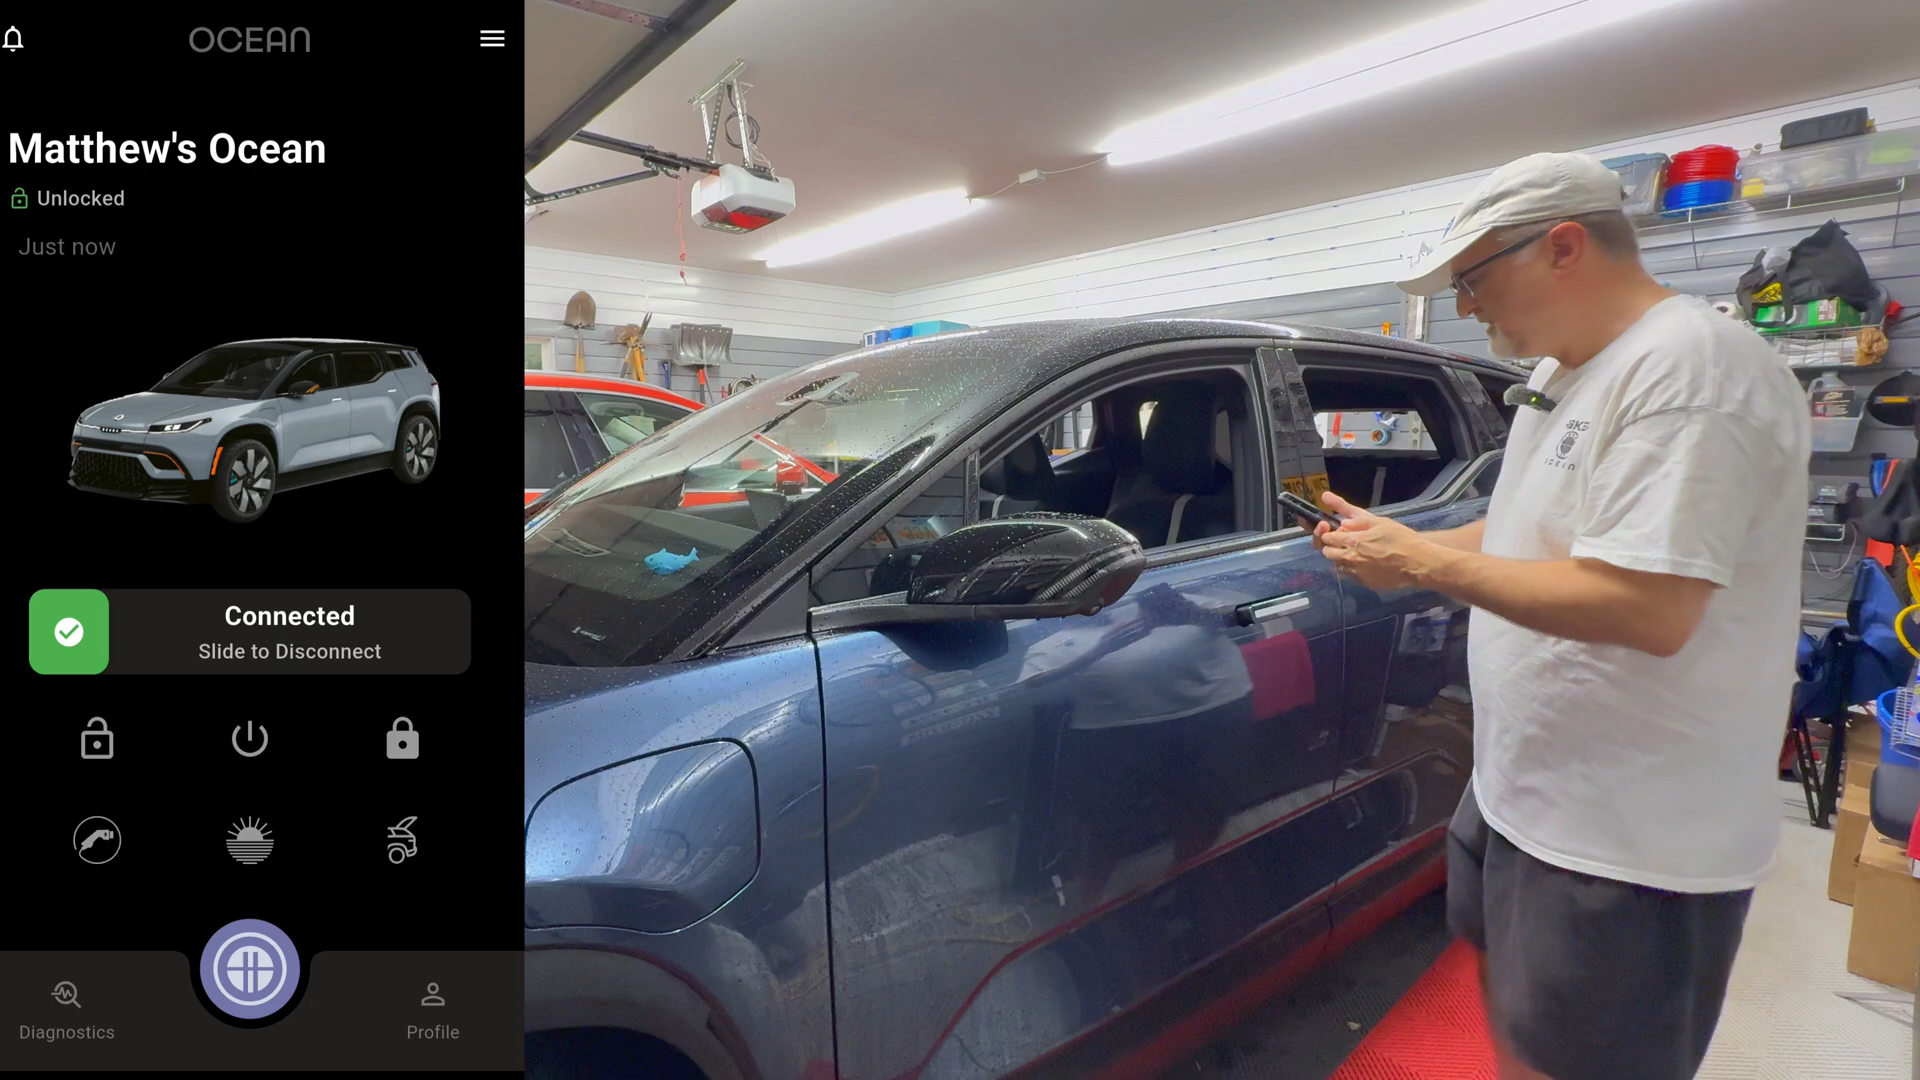 OCEAN
Matthew's Ocean
Unlocked
Just now
Connected
Slide to Disconnect
Diagnostics
Profile